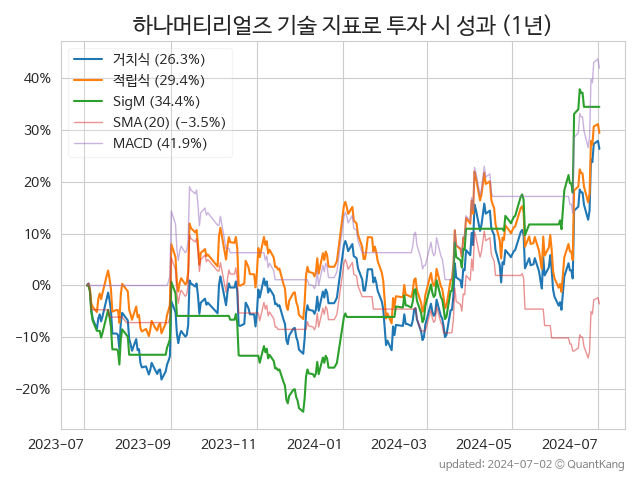 하나머티리얼즈 기술 지표로 투자 시 성과 (1년)
거치식 (26.3%)
적립식 (29.4%)
SigM (34.4%)
SMA(20) (−3.5%)
MACD (41.9%)
40%
30%
20%
10%
0%
−10%
−20%
2023-07
2023-09
2023-11
2024-01
2024-03
2024-05
2024-07
updated: 2024-07-02 © QuantKang